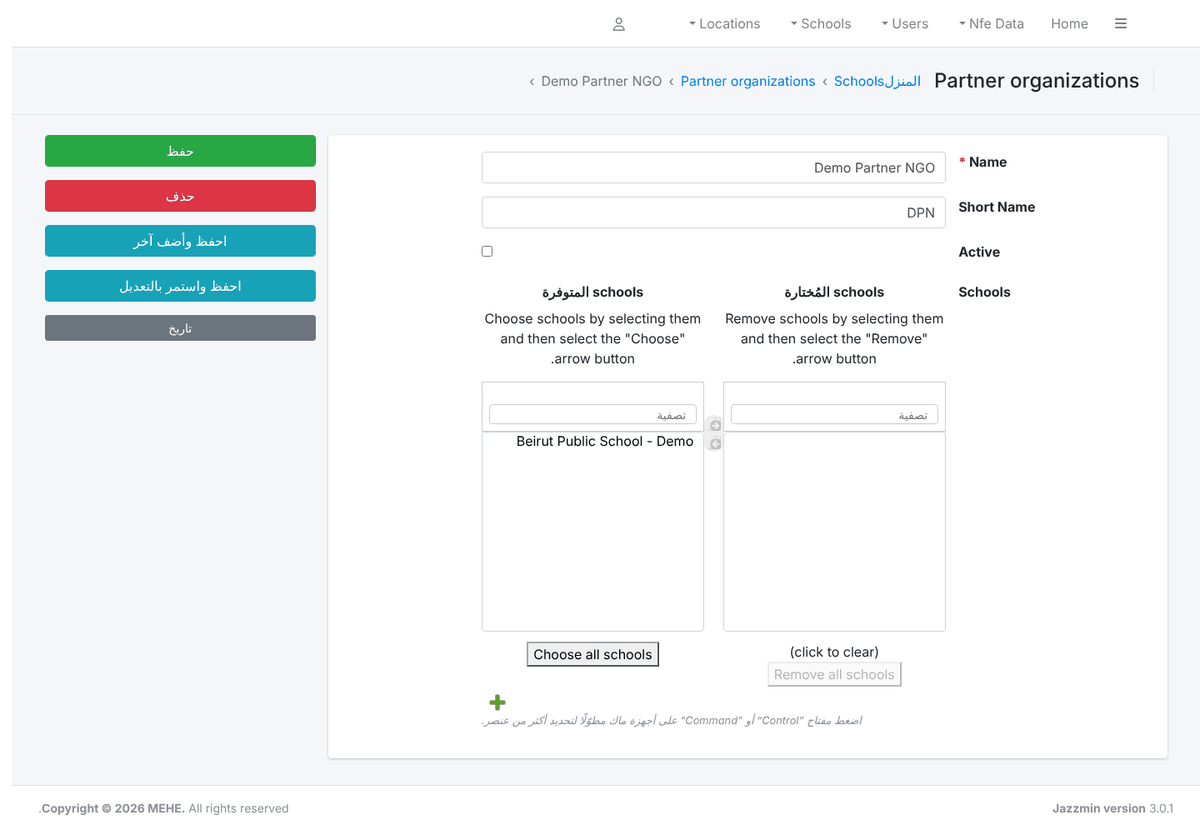 Home
Nfe Data
Users
Schools
Locations
Partner organizations
المنزل‎Schools › Partner organizations › Demo Partner NGO ›
* Name
Demo Partner NGO
Short Name
DPN
Active
Schools
schools المُختارة
Remove schools by selecting them
and then select the "Remove"
arrow button.
تصفية
(click to clear)
Remove all schools
schools المتوفرة
Choose schools by selecting them
and then select the "Choose"
arrow button.
تصفية
Beirut Public School - Demo
Choose all schools
اضغط مفتاح "Control" أو "Command" على أجهزة ماك مطوّلًا لتحديد أكثر من عنصر.
حفظ
حذف
احفظ وأضف آخر
احفظ واستمر بالتعديل
تاريخ
Jazzmin version 3.0.1
Copyright © 2026 MEHE. All rights reserved.